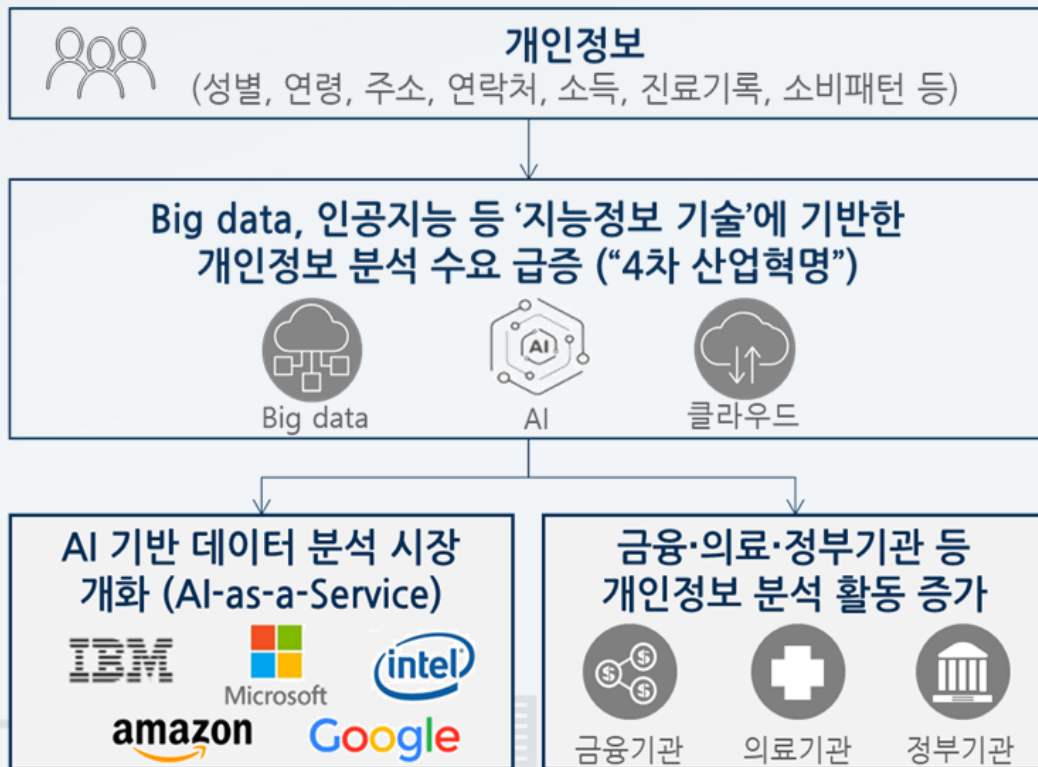 개인정보
(성별, 연령, 주소, 연락처, 소득, 진료기록, 소비패턴 등)
Big data, 인공지능 등 ‘지능정보 기술’에 기반한
개인정보 분석 수요 급증 (“4차 산업혁명”)
AI
Big data
AI
클라우드
AI 기반 데이터 분석 시장
개화 (AI-as-a-Service)
IBM
Microsoft
intel
amazon
Google
금융·의료·정부기관 등
개인정보 분석 활동 증가
$
$
$
금융기관
의료기관
정부기관